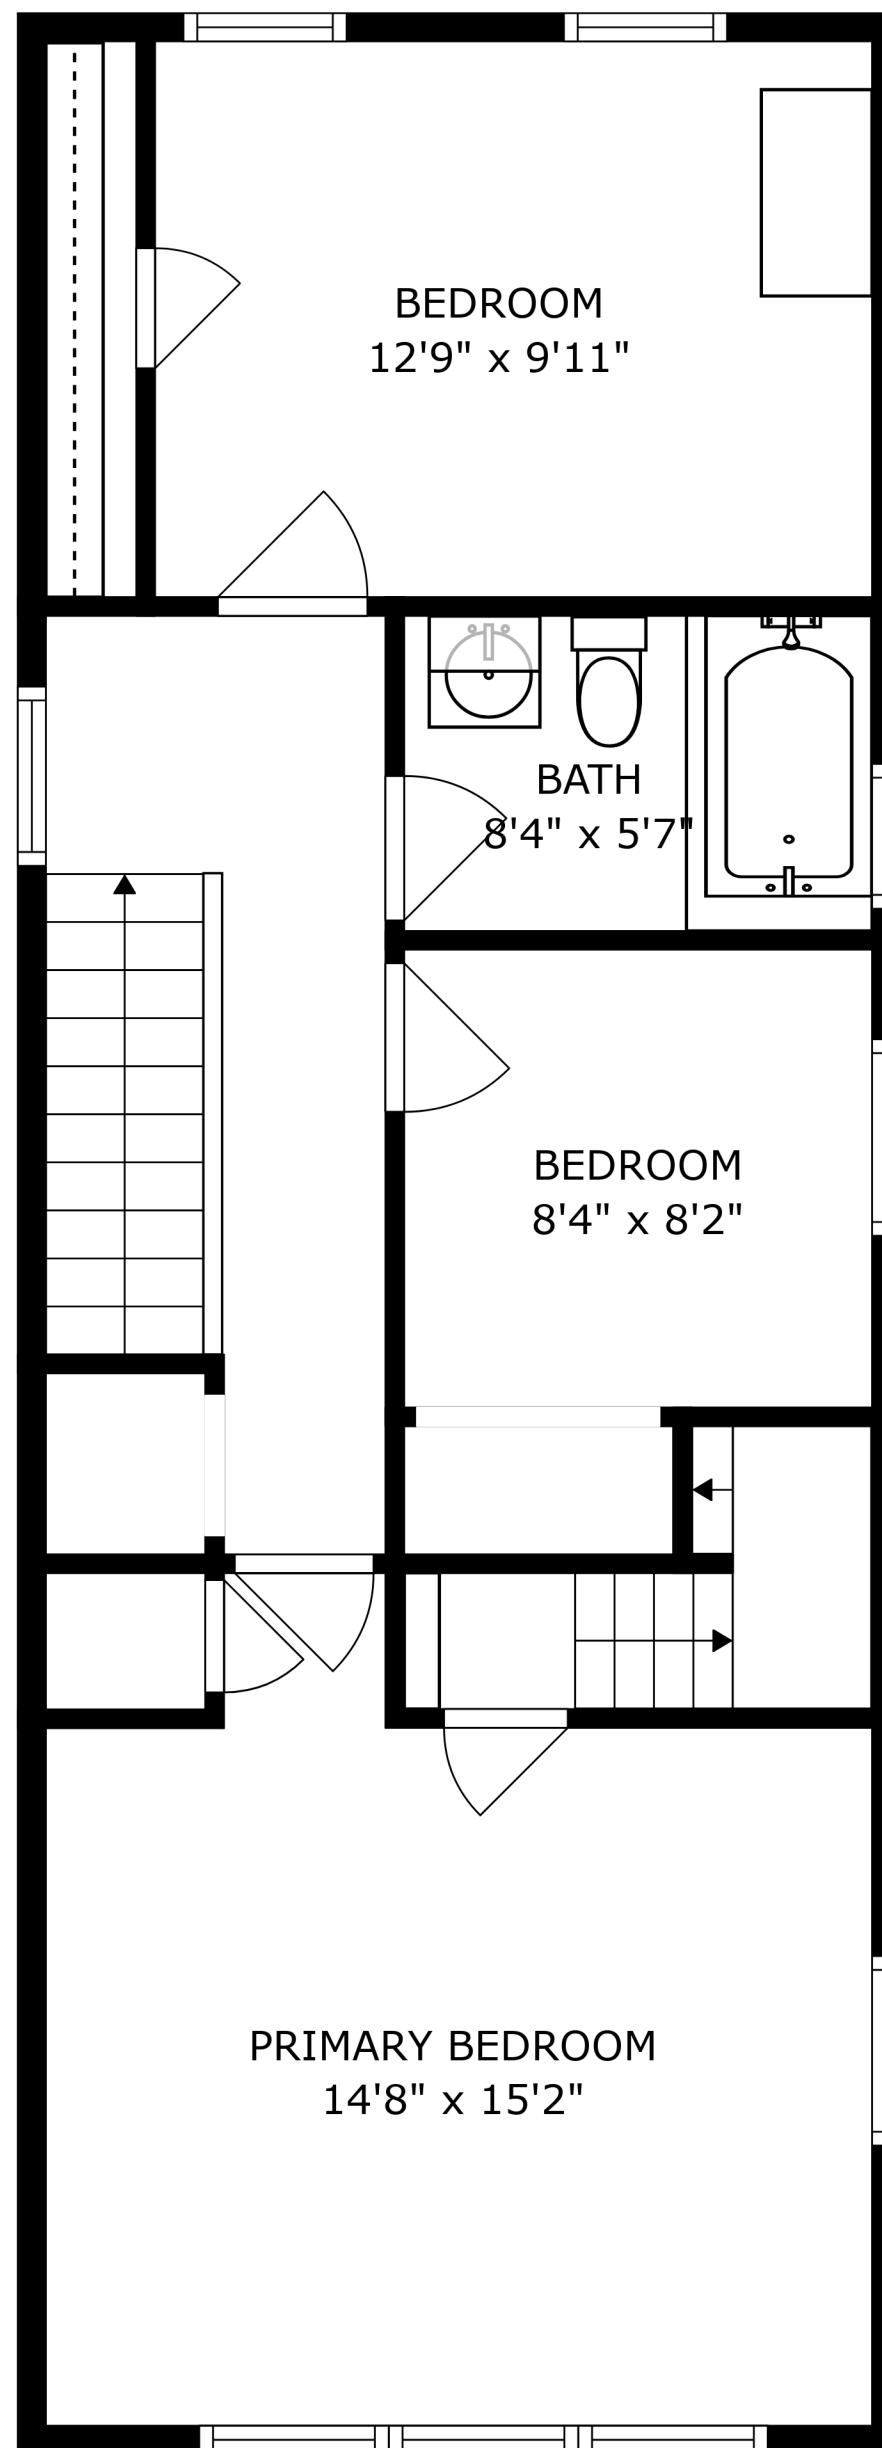 BEDROOM
12'9" x 9'11"
BATH
8'4" x 5'7"
BEDROOM
8'4" x 8'2"
PRIMARY BEDROOM
14'8" x 15'2"